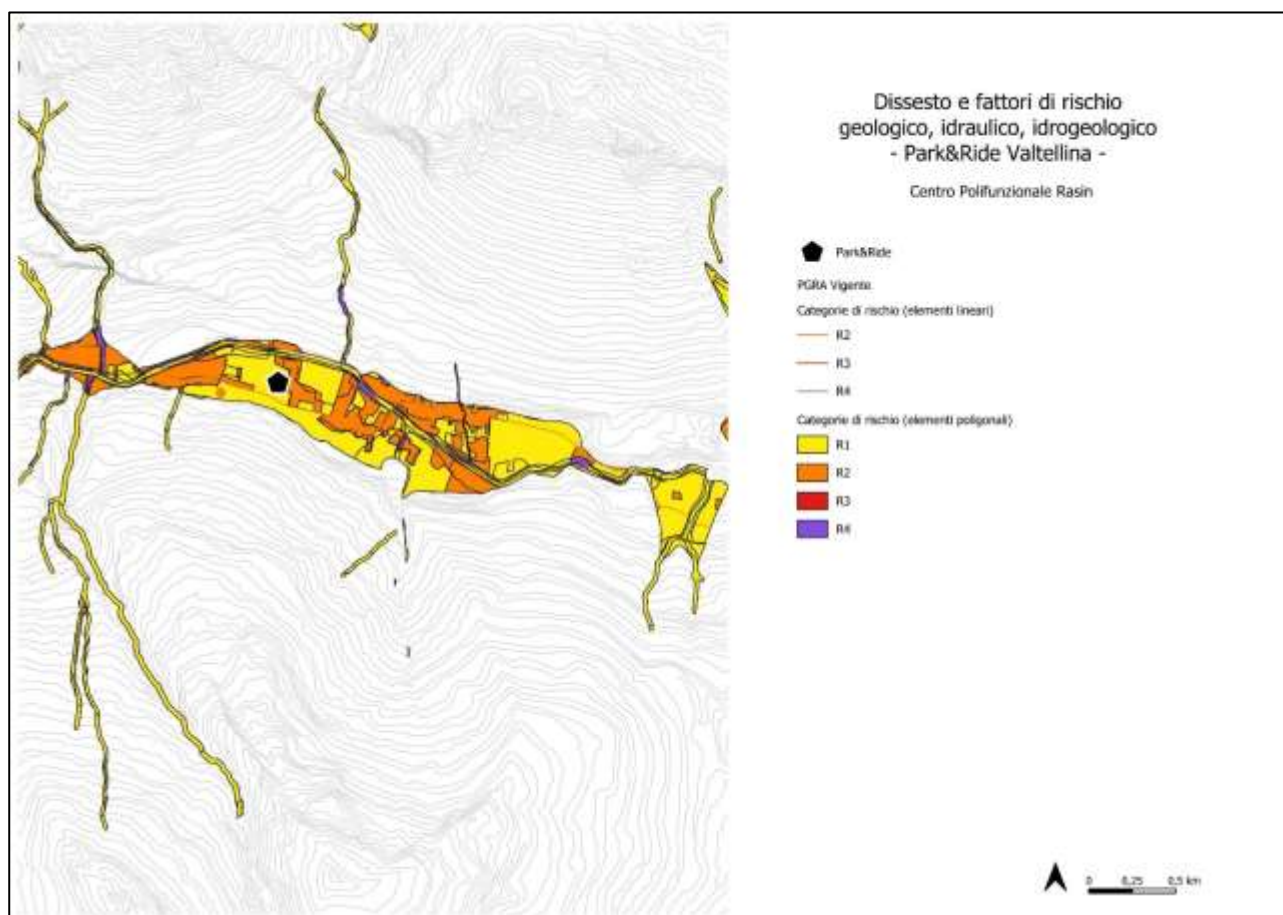 Dissesto e fattori di rischio
geologico, idraulico, idrogeologico
- Park&Ride Valtellina -
Centro Polifunzionale Rasin
Park&Ride
PGRA Vigente
Categorie di rischio (elementi lineari)
R2
R3
R4
Categorie di rischio (elementi poligonali)
R1
R2
R3
R4
0 0,25 0,5 km